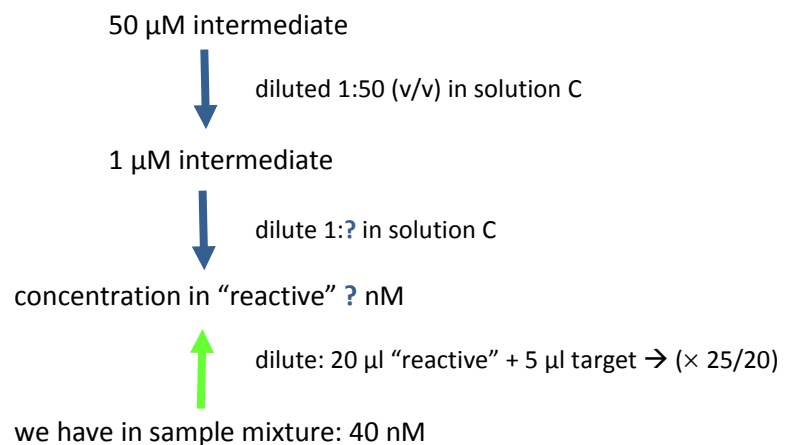 50 µM intermediate
diluted 1:50 (v/v) in solution C
1 µM intermediate
dilute 1:? in solution C
concentration in “reactive” ? nM
dilute: 20 µl “reactive” + 5 µl target → (× 25/20)
we have in sample mixture: 40 nM